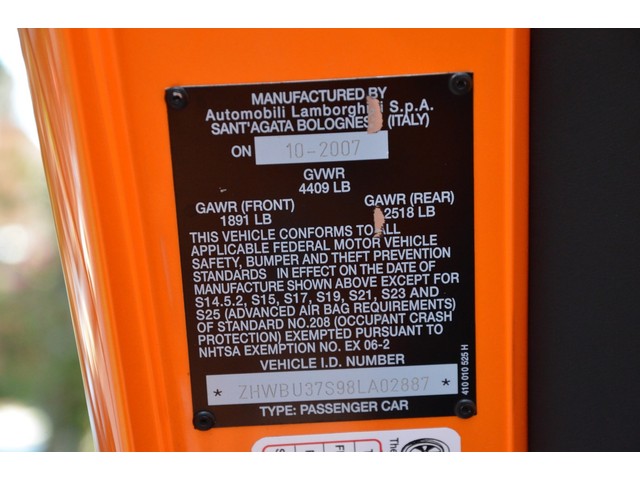 MANUFACTURED BY
Automobili Lamborghini S.p.A.
SANT'AGATA BOLOGNESE (ITALY)
ON 10-2007
GVWR
4409 LB
GAWR (FRONT) GAWR (REAR)
1891 LB 2518 LB
THIS VEHICLE CONFORMS TO ALL
APPLICABLE FEDERAL MOTOR VEHICLE
SAFETY, BUMPER AND THEFT PREVENTION
STANDARDS IN EFFECT ON THE DATE OF
MANUFACTURE SHOWN ABOVE EXCEPT FOR
S14.5.2, S15, S17, S19, S21, S23 AND
S25 (ADVANCED AIR BAG REQUIREMENTS)
OF STANDARD NO.208 (OCCUPANT CRASH
PROTECTION) EXEMPTED PURSUANT TO
NHTSA EXEMPTION NO. EX 06-2
VEHICLE I.D. NUMBER
* ZHWBU37S98LA02887 *
TYPE: PASSENGER CAR
410 010 525 H
The